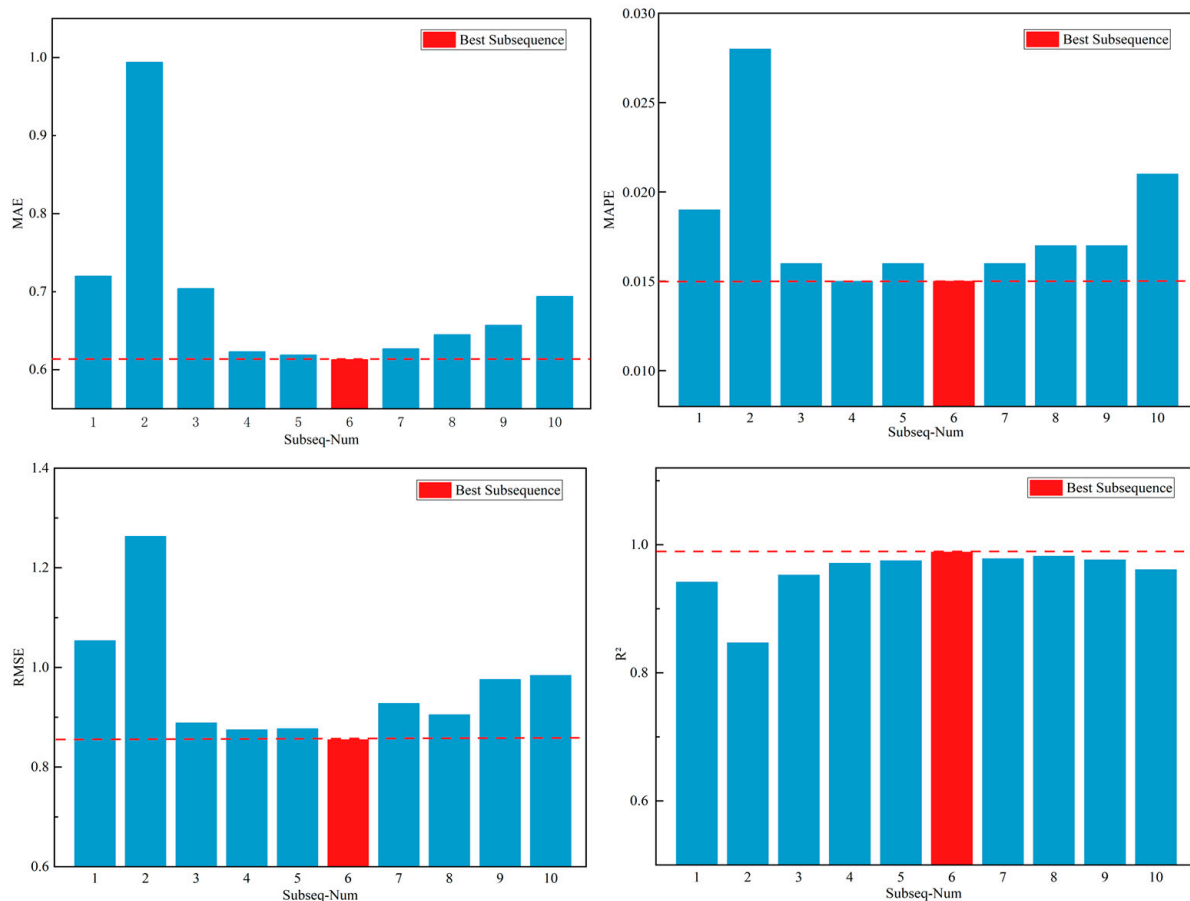 Best Subsequence
1.0
0.9
0.8
0.7
0.6
MAE
1 2 3 4 5 6 7 8 9 10
Subseq-Num
Best Subsequence
0.030
0.025
0.020
0.015
0.010
MAPE
1 2 3 4 5 6 7 8 9 10
Subseq-Num
Best Subsequence
1.4
1.2
1.0
0.8
0.6
RMSE
1 2 3 4 5 6 7 8 9 10
Subseq-Num
Best Subsequence
1.0
0.8
0.6
R²
1 2 3 4 5 6 7 8 9 10
Subseq-Num